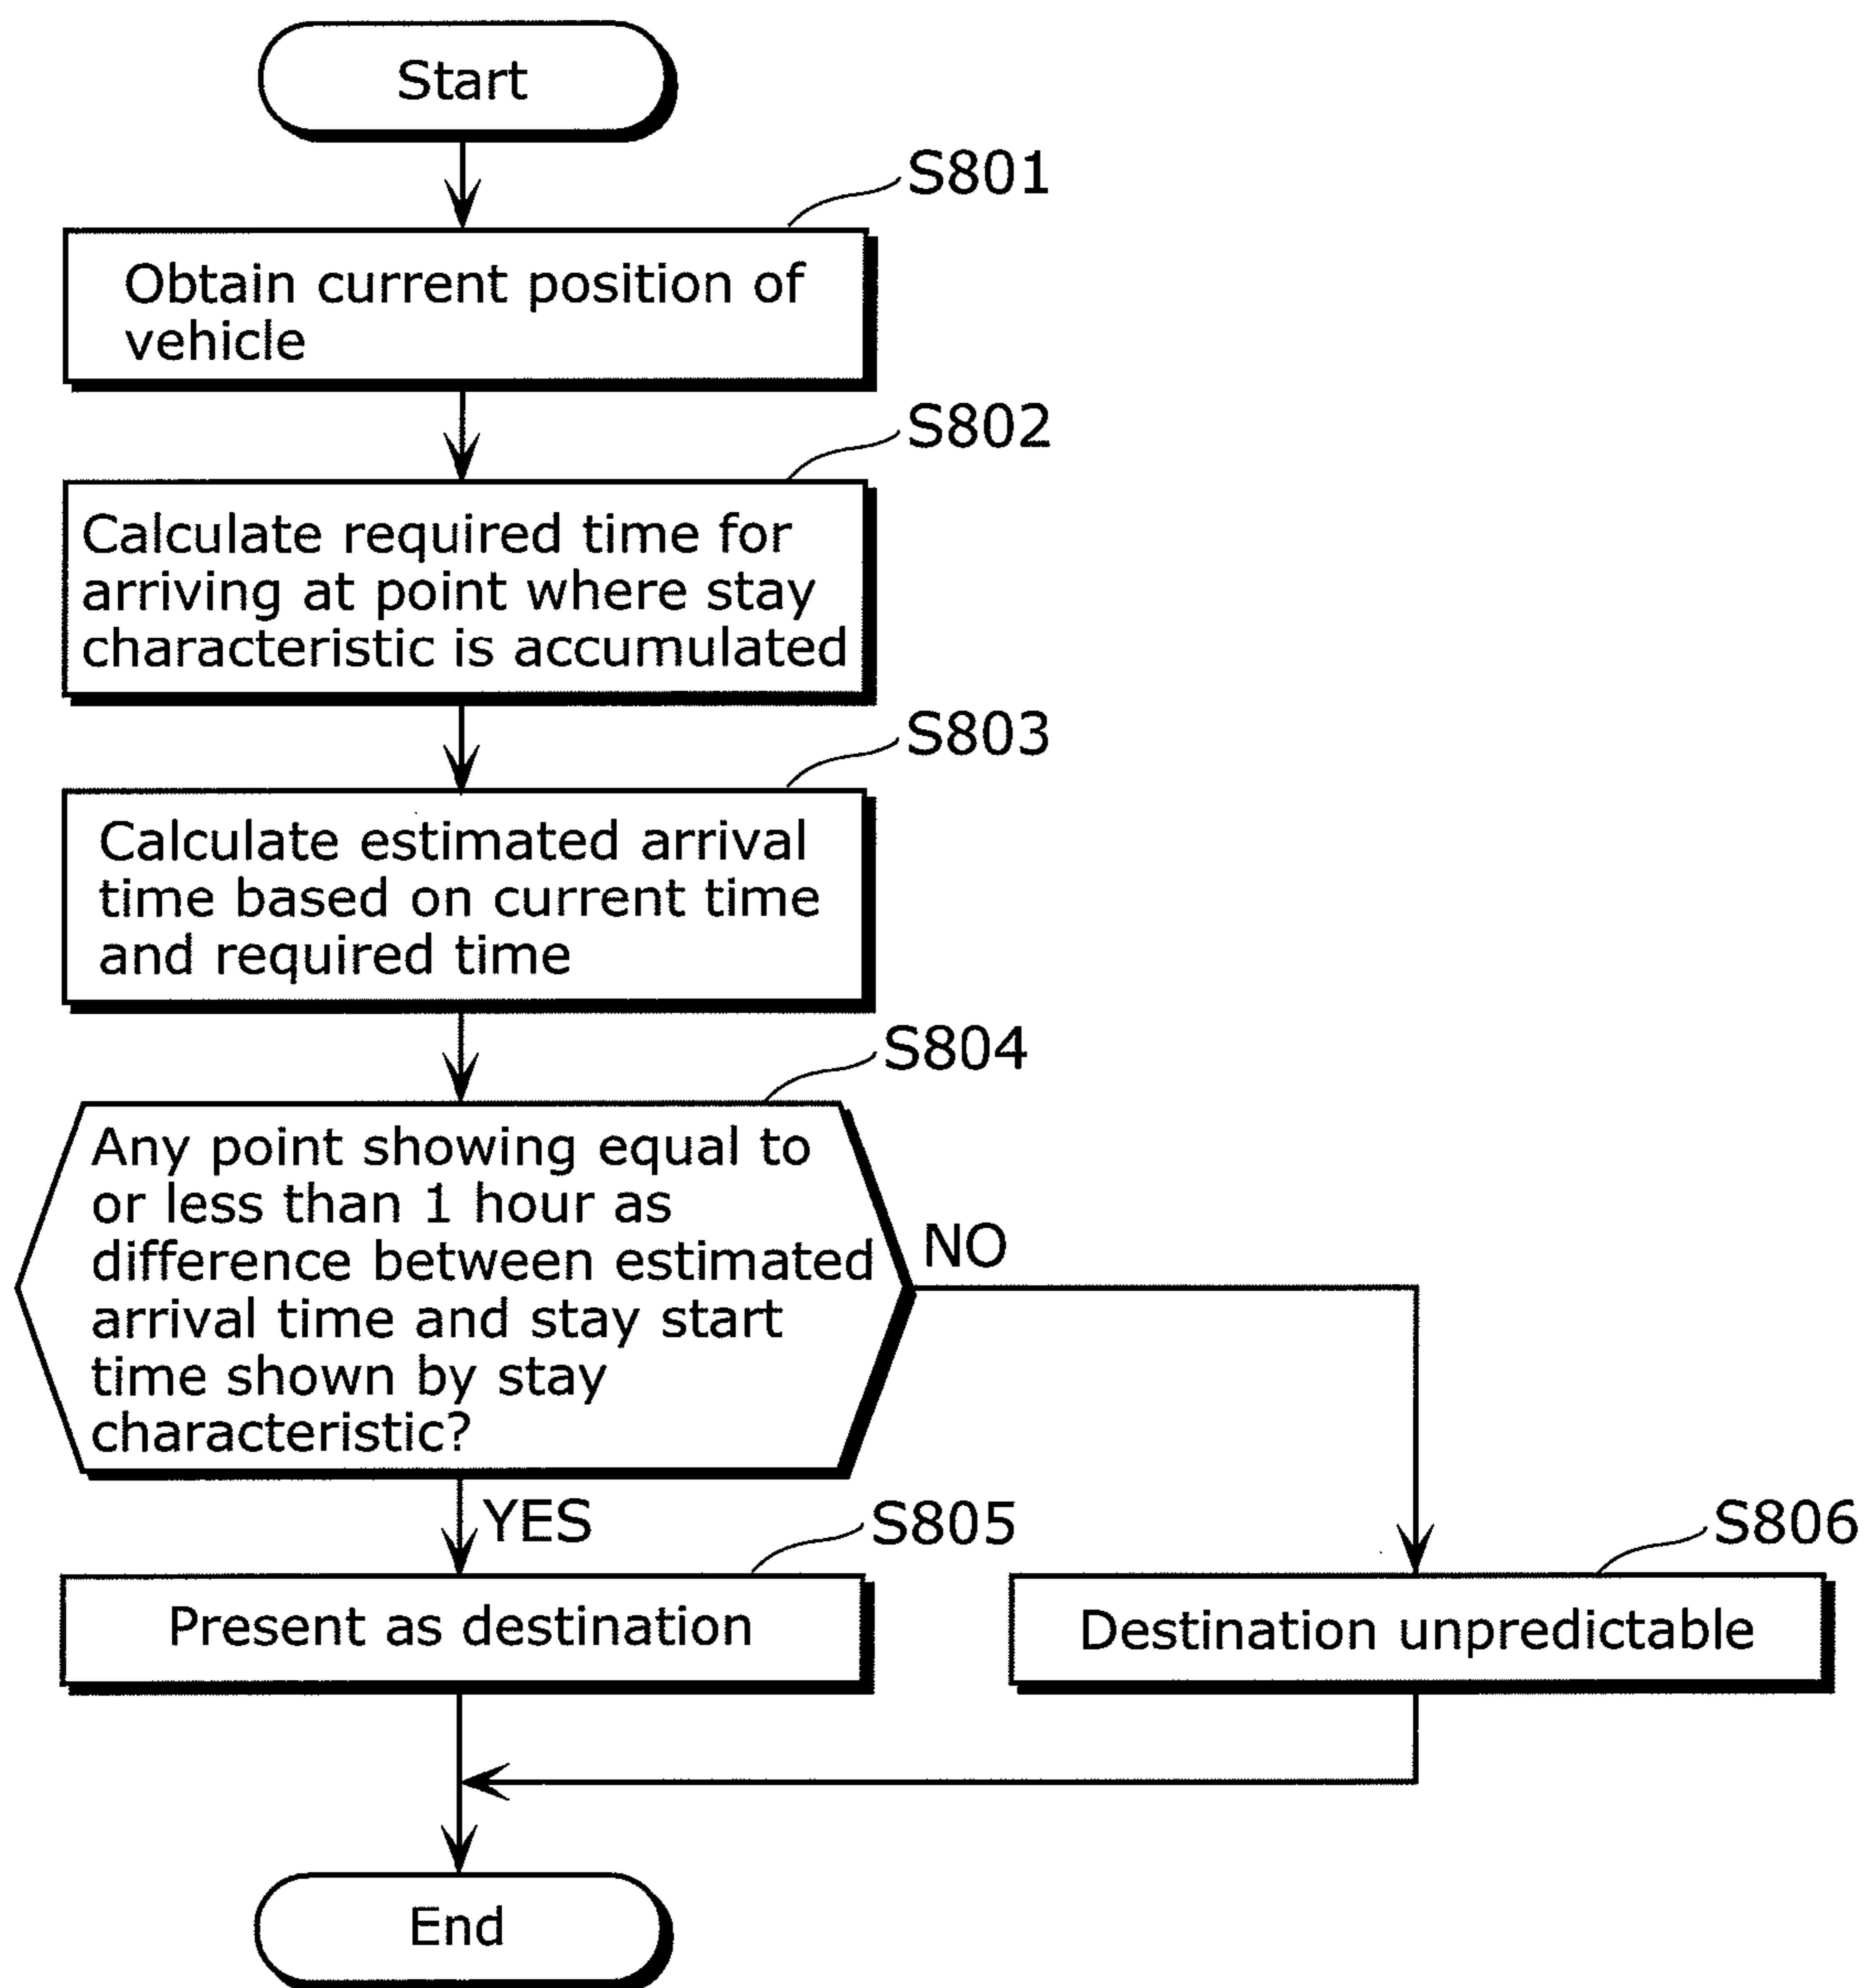 Start
S801
Obtain current position of
vehicle
S802
Calculate required time for
arriving at point where stay
characteristic is accumulated
S803
Calculate estimated arrival
time based on current time
and required time
S804
Any point showing equal to
or less than 1 hour as
difference between estimated
arrival time and stay start
time shown by stay
characteristic?
NO
YES
S805
S806
Present as destination
Destination unpredictable
End